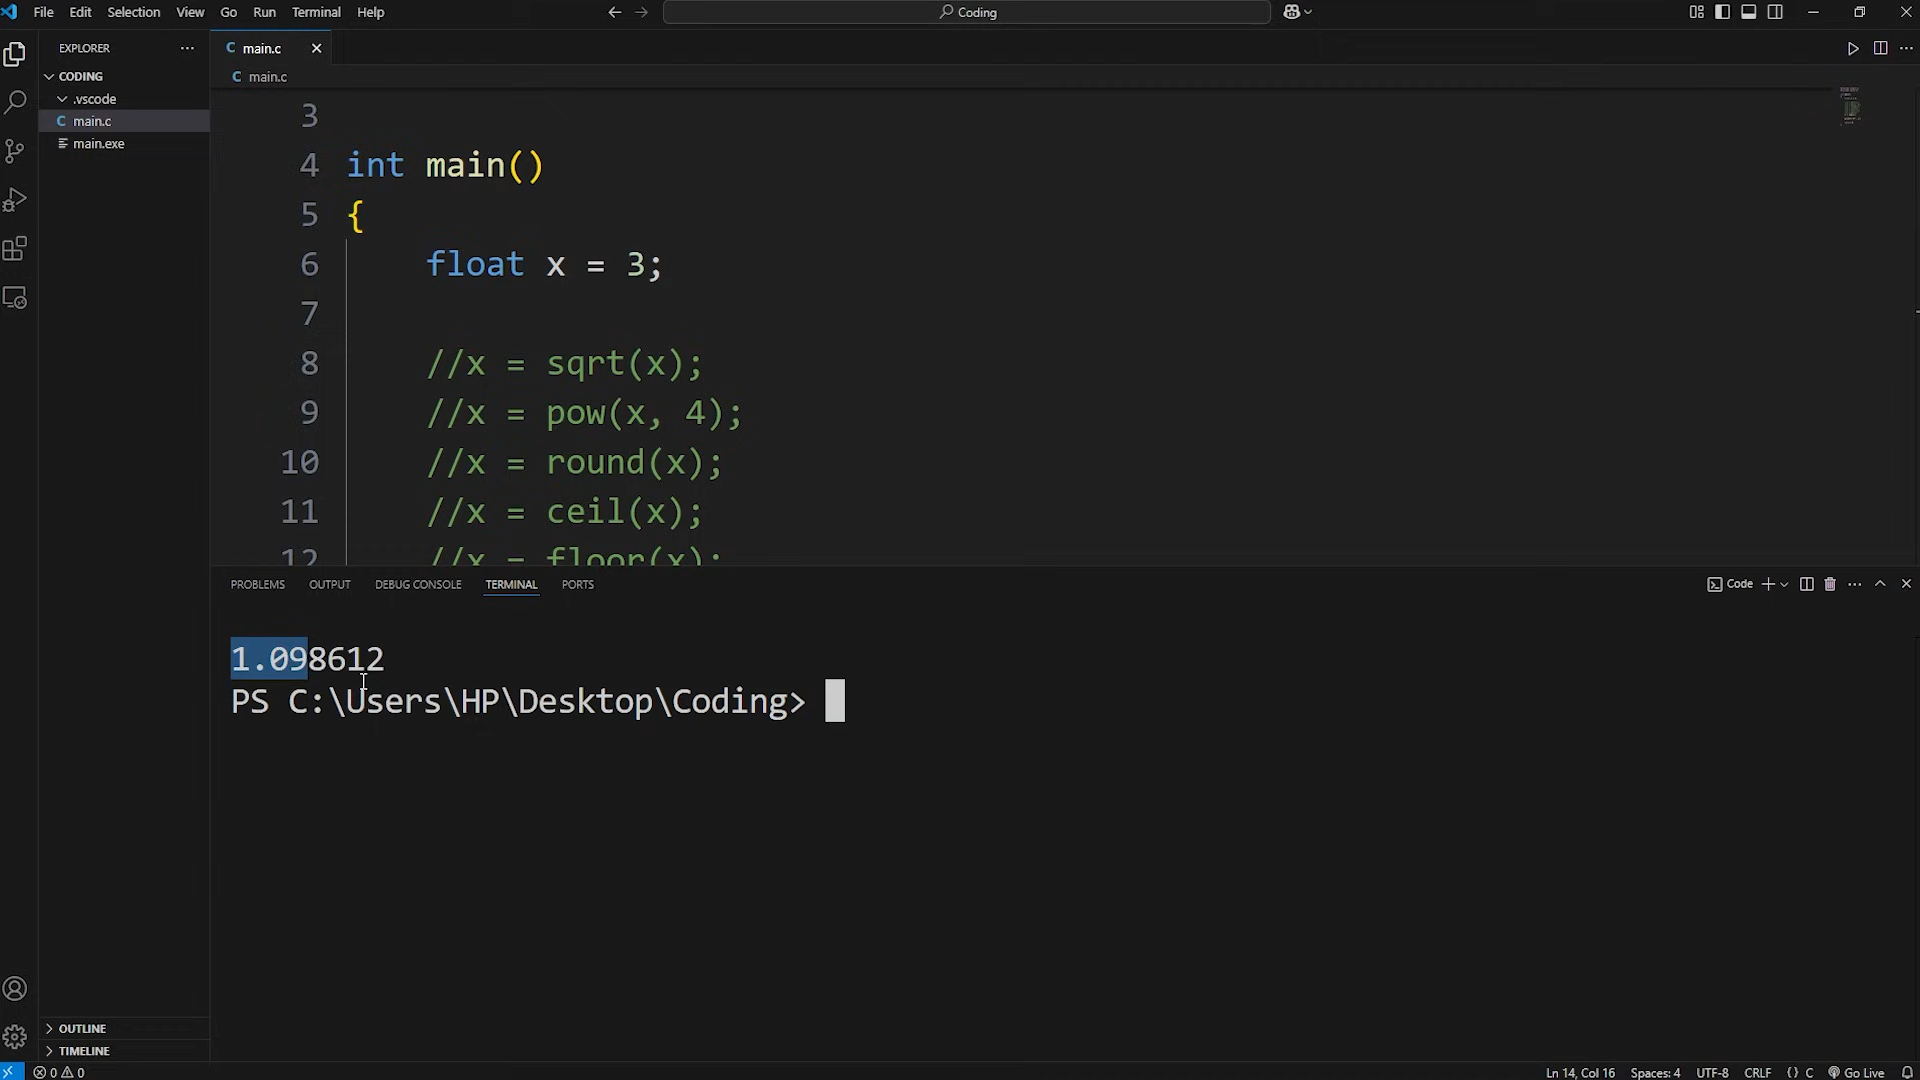 File Edit Selection View Go Run Terminal Help
Coding
EXPLORER
CODING
.vscode
C main.c
main.exe
OUTLINE
TIMELINE
C main.c
C main.c
3
4 int main()
5 {
6 float x = 3;
7
8 //x = sqrt(x);
9 //x = pow(x, 4);
10 //x = round(x);
11 //x = ceil(x);
12 //x = floor(x);
PROBLEMS OUTPUT DEBUG CONSOLE TERMINAL PORTS
Code
1.098612
PS C:\Users\HP\Desktop\Coding>
0 0
Ln 14, Col 16 Spaces: 4 UTF-8 CRLF {} C Go Live